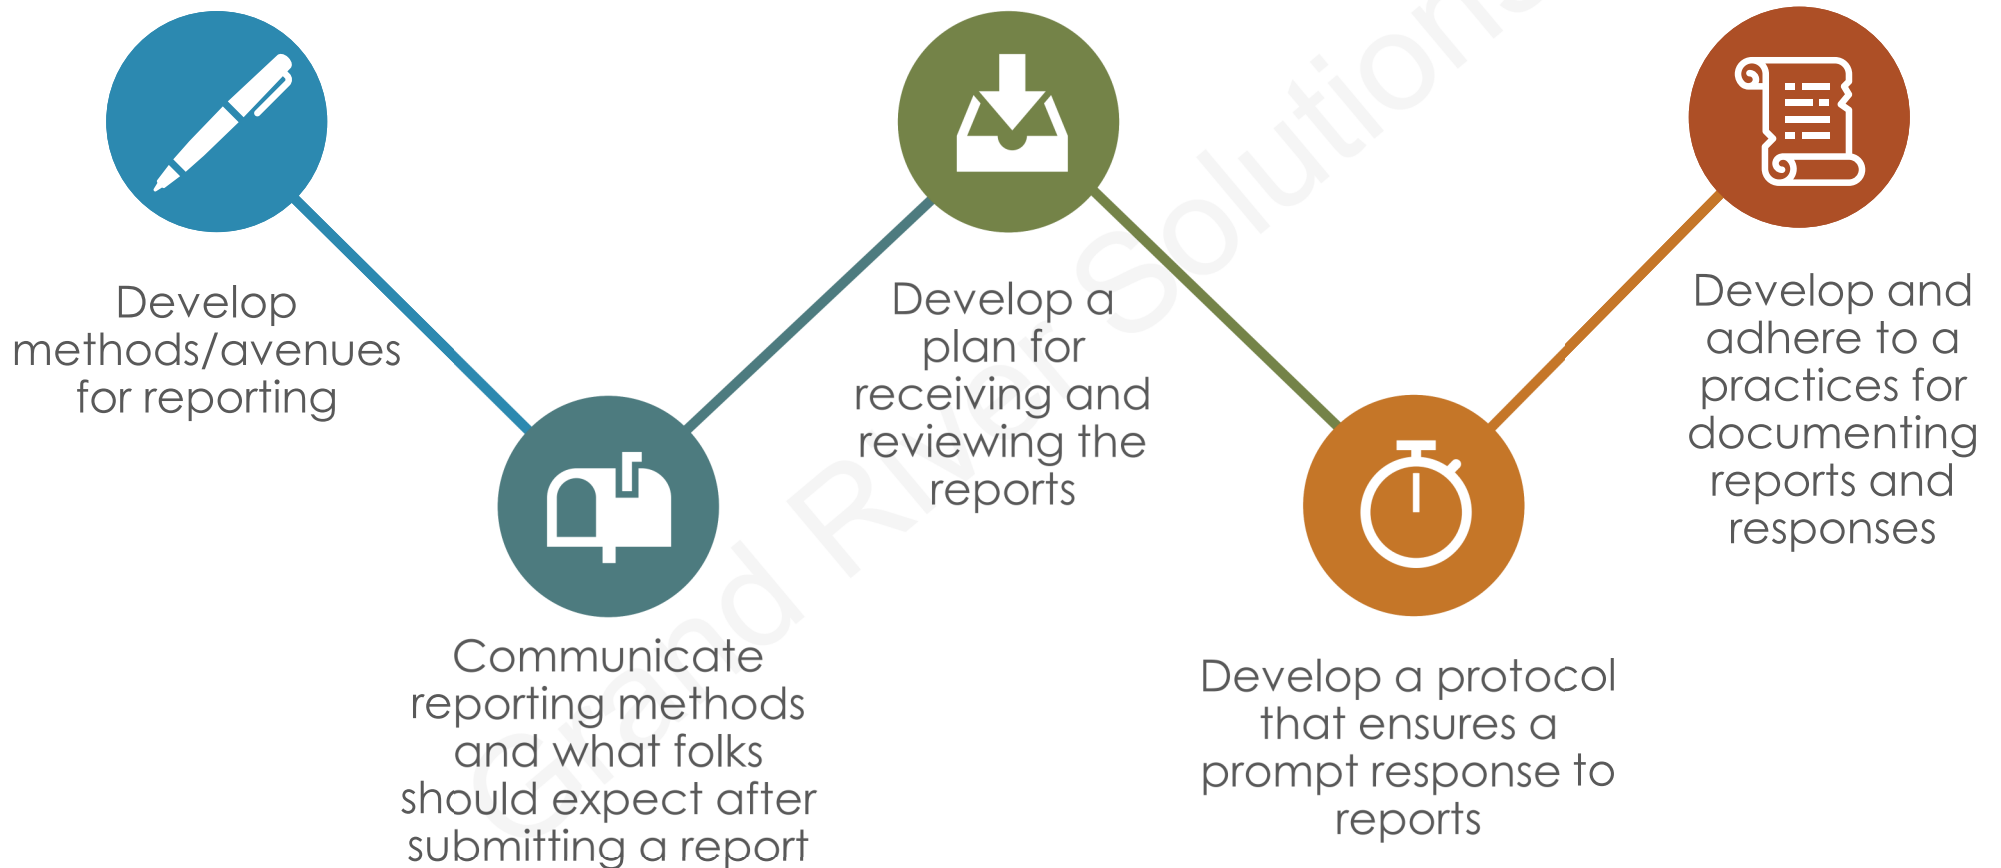 Develop
methods/avenues
for reporting
Communicate
reporting methods
and what folks
should expect after
submitting a report
Develop a
plan for
receiving and
reviewing the
reports
Develop a protocol
that ensures a
prompt response to
reports
Develop and
adhere to a
practices for
documenting
reports and
responses
Grand River Solutions